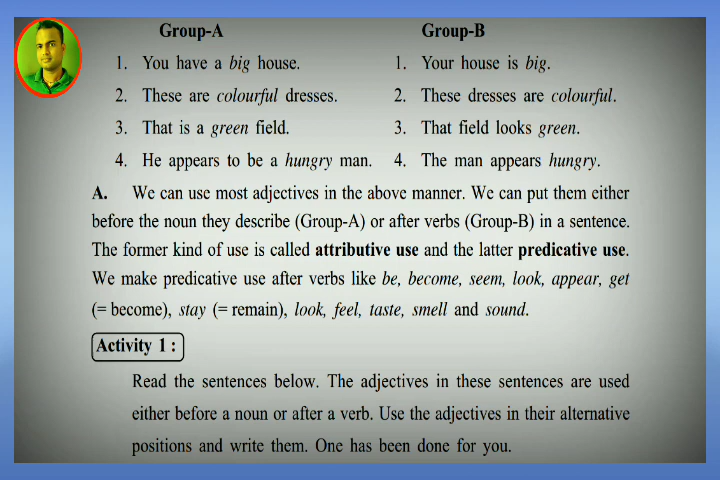 Group-A Group-B
1. You have a big house. 1. Your house is big.
2. These are colourful dresses. 2. These dresses are colourful.
3. That is a green field. 3. That field looks green.
4. He appears to be a hungry man. 4. The man appears hungry.
A. We can use most adjectives in the above manner. We can put them either
before the noun they describe (Group-A) or after verbs (Group-B) in a sentence.
The former kind of use is called attributive use and the latter predicative use.
We make predicative use after verbs like be, become, seem, look, appear, get
(= become), stay (= remain), look, feel, taste, smell and sound.
Activity 1 :
Read the sentences below. The adjectives in these sentences are used
either before a noun or after a verb. Use the adjectives in their alternative
positions and write them. One has been done for you.